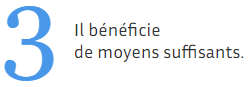 3
Il bénéficie
de moyens suffisants.